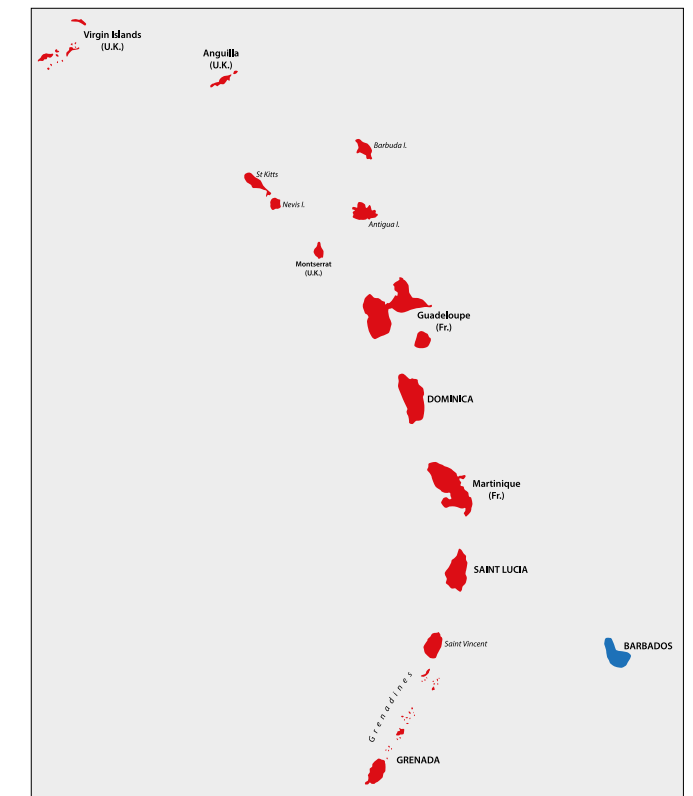 Virgin Islands
(U.K.)
Anguilla
(U.K.)
Barbuda I.
St Kitts
Nevis I.
Antigua I.
Montserrat
(U.K.)
Guadeloupe
(Fr.)
DOMINICA
Martinique
(Fr.)
SAINT LUCIA
Saint Vincent
BARBADOS
Grenadines
GRENADA